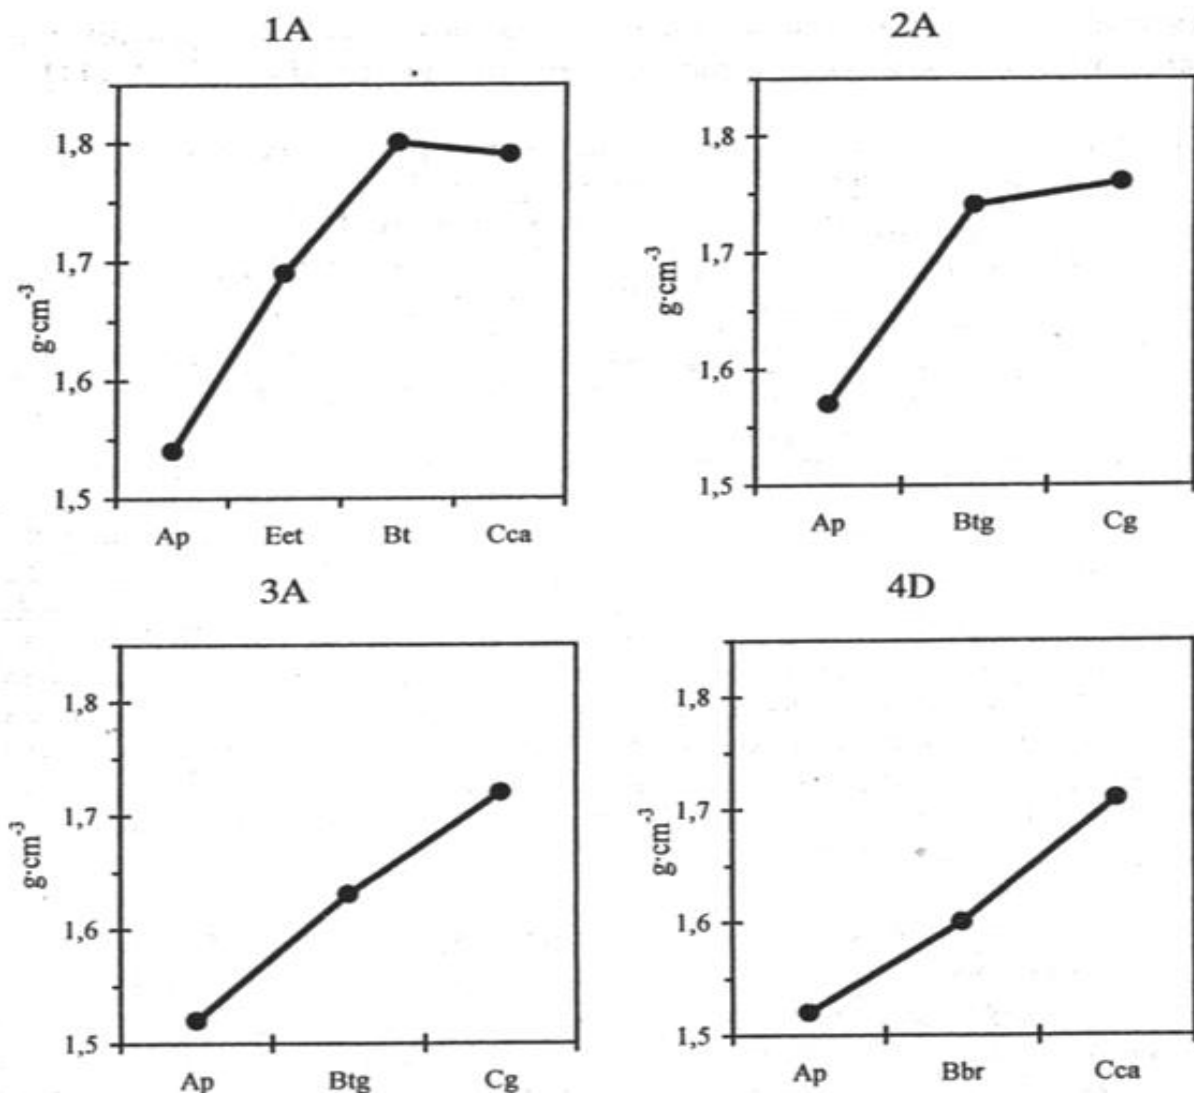 1A
1,8
1,7
1,6
1,5
g·cm-3
Ap Eet Bt Cca
2A
1,8
1,7
1,6
1,5
g·cm-3
Ap Btg Cg
3A
1,8
1,7
1,6
1,5
g·cm-3
Ap Btg Cg
4D
1,8
1,7
1,6
1,5
g·cm-3
Ap Bbr Cca